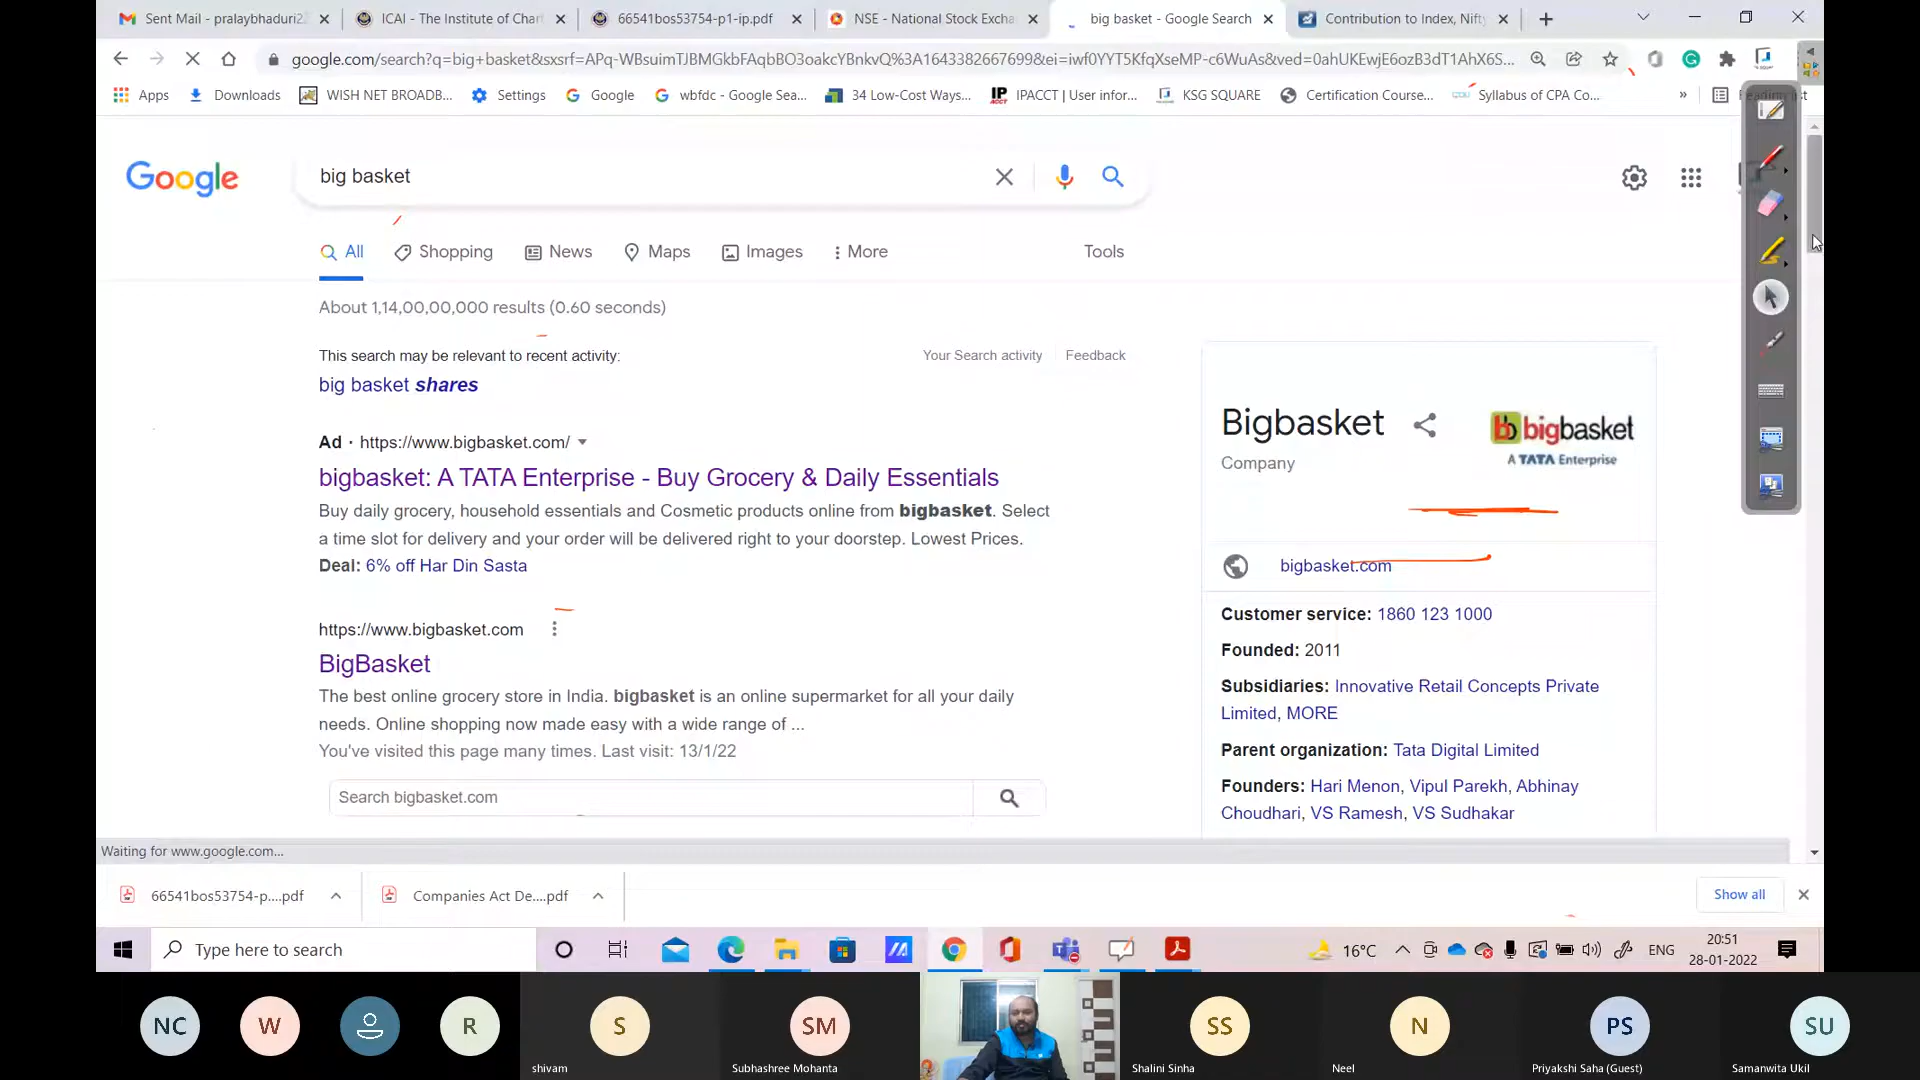 Sent Mail - pralaybhaduri2
ICAI - The Institute of Char
66541bos53754-p1-ip.pdf
NSE - National Stock Excha
big basket - Google Search
Contribution to Index, Nifty
google.com/search?q=big+basket&sxsrf=APq-WBsuimTJBMGkbFAqbBO3oakcYBnkvQ%3A1643382667699&ei=iwf0YYT5KfqXseMP-c6WuAs&ved=0ahUKEwjE6ozB3dT1AhX6S...
Apps
Downloads
WISH NET BROADB...
Settings
Google
wbfdc - Google Sea...
34 Low-Cost Ways...
IPACCT | User infor...
KSG SQUARE
Certification Course...
Syllabus of CPA Co...
»
Google
big basket
All
Shopping
News
Maps
Images
More
Tools
About 1,14,00,00,000 results (0.60 seconds)
This search may be relevant to recent activity:
Your Search activity
Feedback
big basket shares
Ad · https://www.bigbasket.com/
bigbasket: A TATA Enterprise - Buy Grocery & Daily Essentials
Buy daily grocery, household essentials and Cosmetic products online from bigbasket. Select
a time slot for delivery and your order will be delivered right to your doorstep. Lowest Prices.
Deal: 6% off Har Din Sasta
https://www.bigbasket.com
BigBasket
The best online grocery store in India. bigbasket is an online supermarket for all your daily
needs. Online shopping now made easy with a wide range of ...
You've visited this page many times. Last visit: 13/1/22
Search bigbasket.com
Bigbasket
Company
bb bigbasket
A TATA Enterprise
bigbasket.com
Customer service: 1860 123 1000
Founded: 2011
Subsidiaries: Innovative Retail Concepts Private
Limited, MORE
Parent organization: Tata Digital Limited
Founders: Hari Menon, Vipul Parekh, Abhinay
Choudhari, VS Ramesh, VS Sudhakar
Waiting for www.google.com...
66541bos53754-p....pdf
Companies Act De....pdf
Show all
Type here to search
16°C
ENG
20:51
28-01-2022
NC
W
R
S
shivam
SM
Subhashree Mohanta
SS
Shalini Sinha
N
Neel
PS
Priyakshi Saha (Guest)
SU
Samanwita Ukil